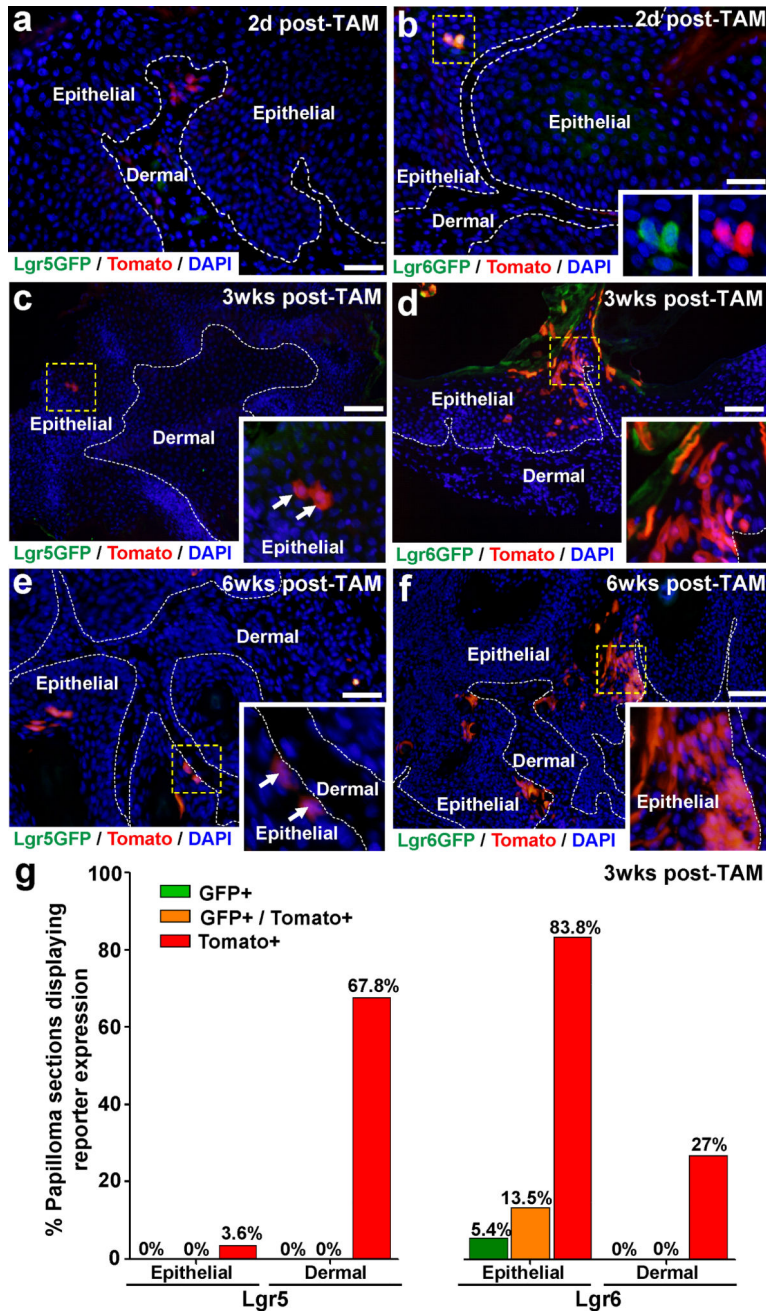 a
2d post-TAM
Epithelial
Epithelial
Dermal
Lgr5GFP / Tomato / DAPI
b
2d post-TAM
Epithelial
Epithelial
Dermal
Lgr6GFP / Tomato / DAPI
c
3wks post-TAM
Epithelial
Dermal
Epithelial
Lgr5GFP / Tomato / DAPI
d
3wks post-TAM
Epithelial
Dermal
Lgr6GFP / Tomato / DAPI
e
6wks post-TAM
Dermal
Epithelial
Dermal
Epithelial
Lgr5GFP / Tomato / DAPI
f
6wks post-TAM
Epithelial
Dermal
Epithelial
Epithelial
Lgr6GFP / Tomato / DAPI
g
3wks post-TAM
% Papilloma sections displaying
reporter expression
100
80
60
40
20
0
GFP+
GFP+ / Tomato+
Tomato+
0%
0%
3.6%
0%
0%
67.8%
5.4%
13.5%
83.8%
0%
0%
27%
Epithelial
Dermal
Epithelial
Dermal
Lgr5
Lgr6